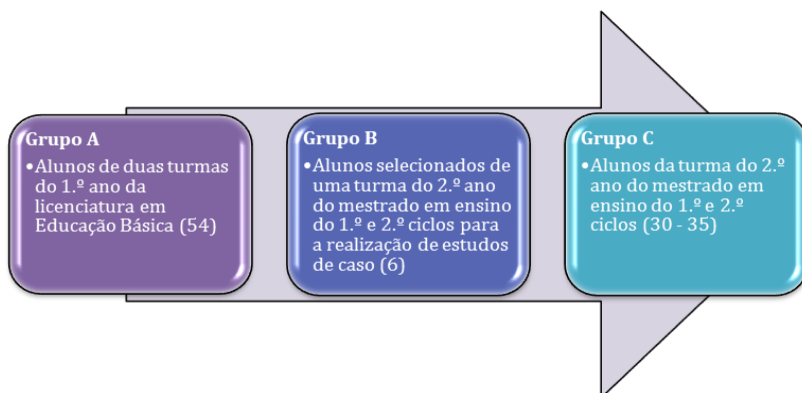 Grupo A
•Alunos de duas turmas
do 1.º ano da
licenciatura em
Educação Básica (54)
Grupo B
•Alunos selecionados de
uma turma do 2.º ano
do mestrado em ensino
do 1.º e 2.º ciclos para
a realização de estudos
de caso (6)
Grupo C
•Alunos da turma do 2.º
ano do mestrado em
ensino do 1.º e 2.º
ciclos (30 - 35)